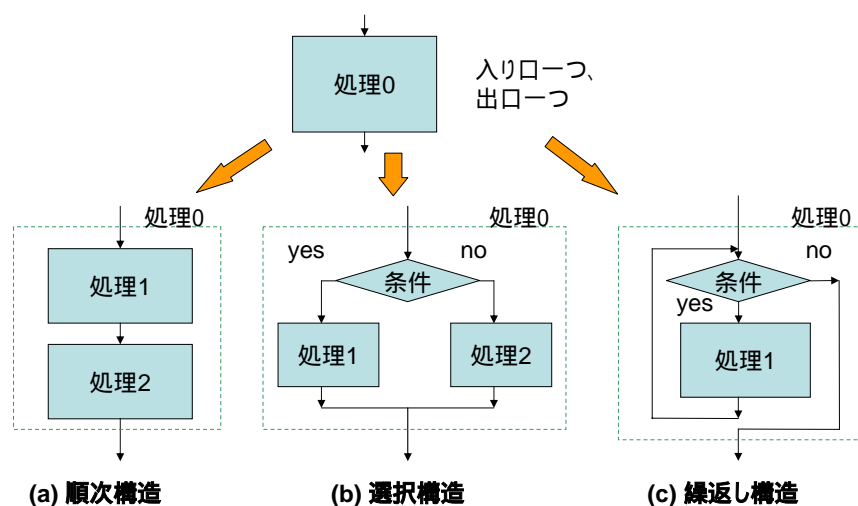 処理0
入り口一つ、
出口一つ
処理0
処理1
処理2
(a) 順次構造
処理0
yes
no
条件
処理1
処理2
(b) 選択構造
処理0
no
条件
yes
処理1
(c) 繰返し構造